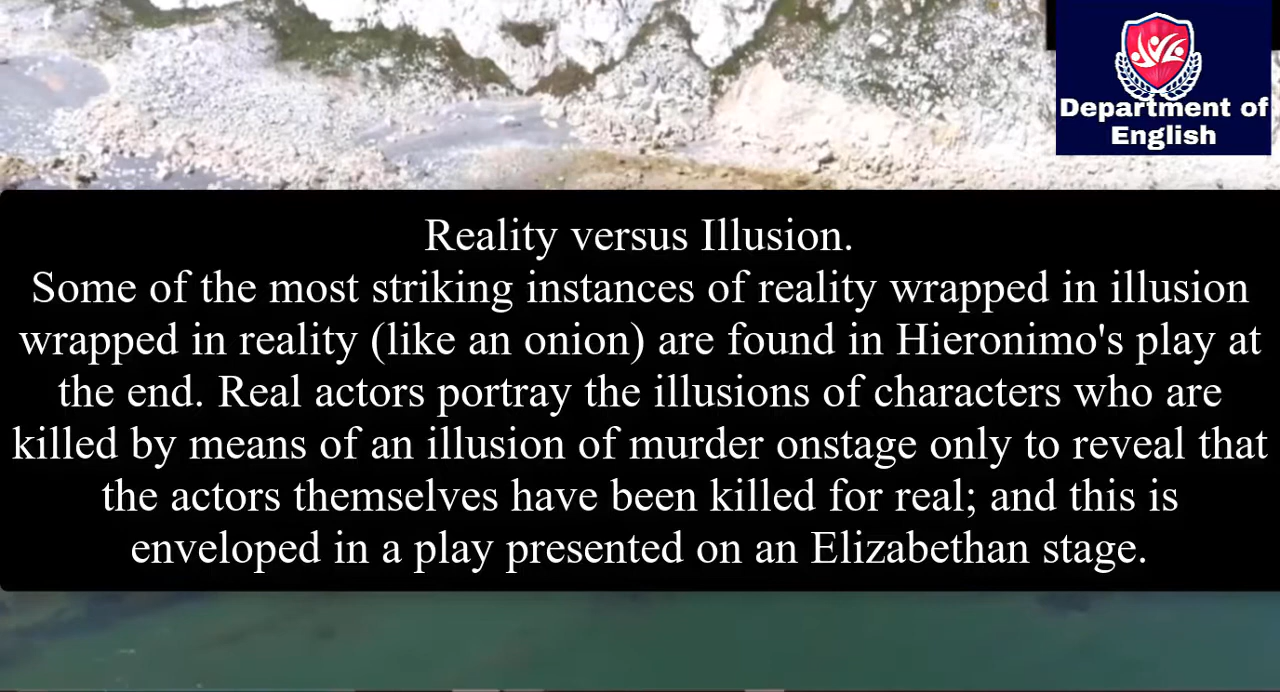 Department of
English
Reality versus Illusion.
Some of the most striking instances of reality wrapped in illusion
wrapped in reality (like an onion) are found in Hieronimo's play at
the end. Real actors portray the illusions of characters who are
killed by means of an illusion of murder onstage only to reveal that
the actors themselves have been killed for real; and this is
enveloped in a play presented on an Elizabethan stage.